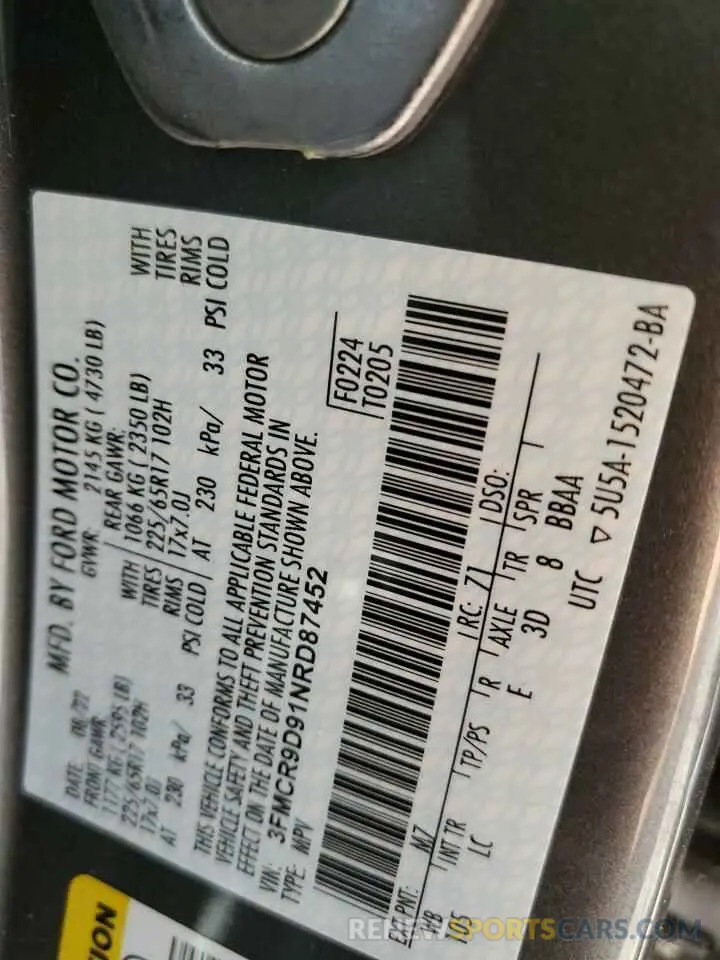 MFD. BY FORD MOTOR CO.
DATE: 08/22 GVWR: 2145 KG ( 4730 LB)
FRONT GAWR: REAR GAWR:
1177 KG ( 2595 LB) WITH 1066 KG ( 2350 LB) WITH
225/65R17 102H TIRES 225/65R17 102H TIRES
17x7.0J RIMS 17x7.0J RIMS
AT 230 kPa/ 33 PSI COLD AT 230 kPa/ 33 PSI COLD
THIS VEHICLE CONFORMS TO ALL APPLICABLE FEDERAL MOTOR
VEHICLE SAFETY AND THEFT PREVENTION STANDARDS IN
EFFECT ON THE DATE OF MANUFACTURE SHOWN ABOVE.
VIN: 3FMCR9D91NRD87452
TYPE: MPV
F0224
T0205
EXT PNT: M7 RC: 71 DSO:
WB INT TR TP/PS R AXLE TR SPR
LC E 3D 8 BBAA
UTC ▽ 5U5A-1520472-BA
RENEWSPORTSCARS.COM